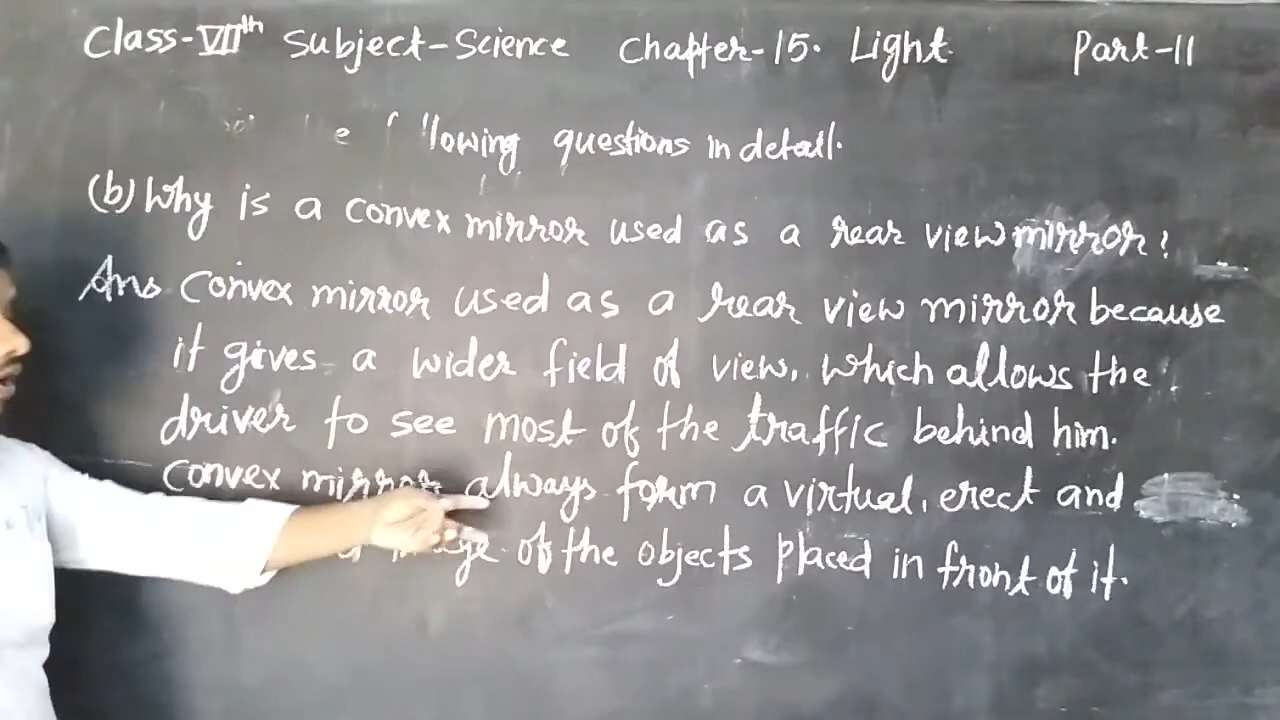 Class-VIIth Subject-Science Chapter-15. Light. Part-11
llowing questions in detail.
(b) Why is a convex mirror used as a rear view mirror?
Ans Convex mirror used as a rear view mirror because
it gives a wider field of view, which allows the
driver to see most of the traffic behind him.
Convex mirror always form a virtual, erect and
of the objects placed in front of it.